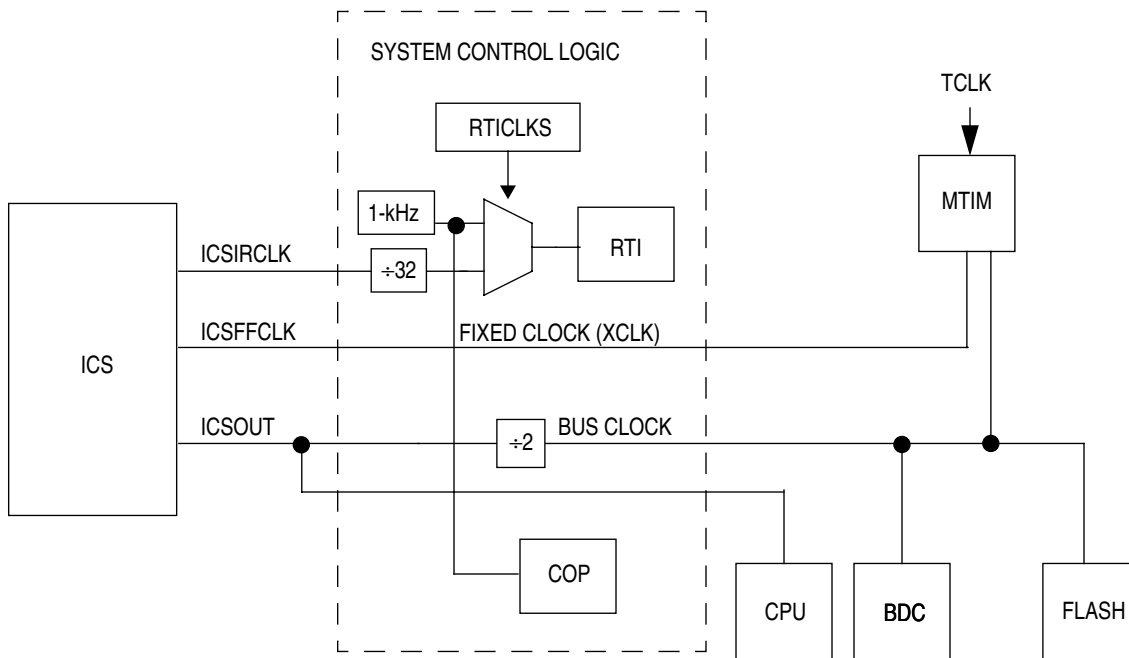 SYSTEM CONTROL LOGIC
TCLK
RTICLKS
MTIM
1-kHz
RTI
ICSIRCLK
÷32
ICSFFCLK
FIXED CLOCK (XCLK)
ICS
ICSOUT
÷2
BUS CLOCK
COP
CPU
BDC
FLASH